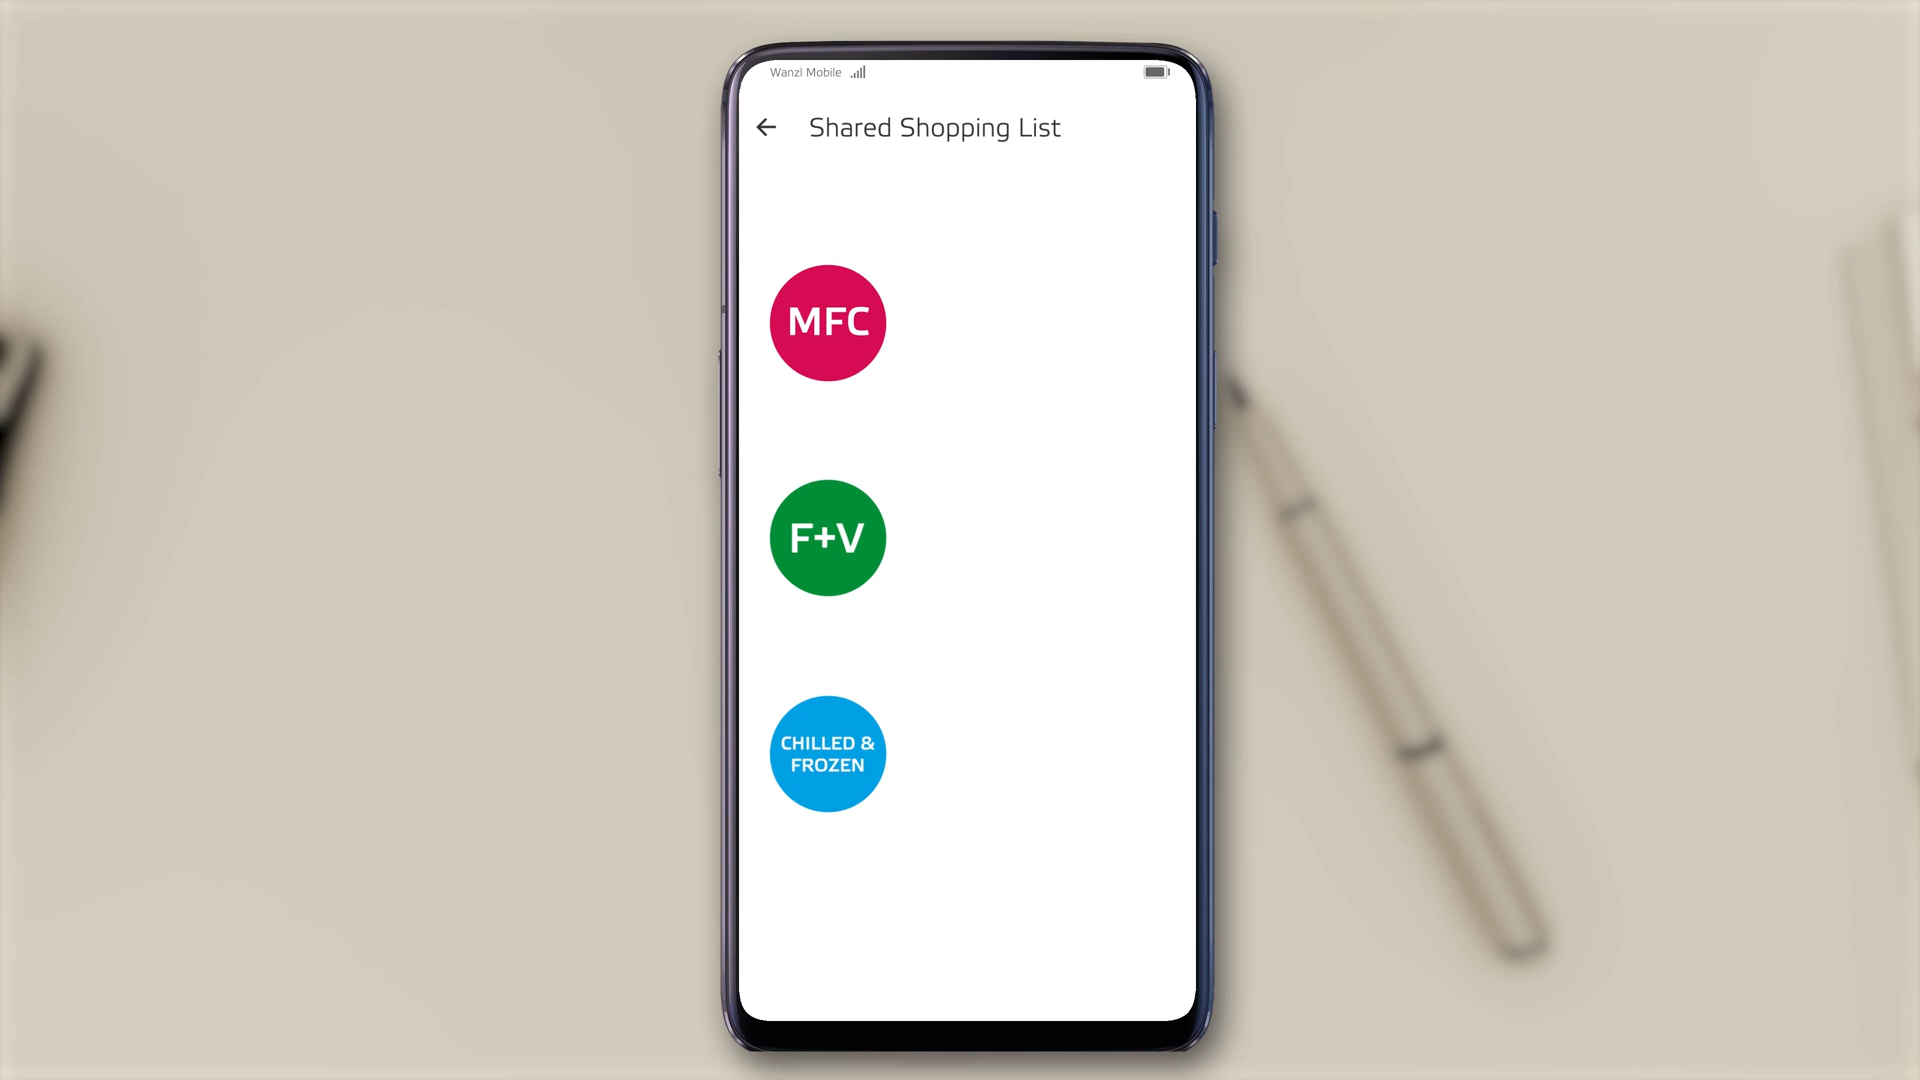 Wanzl Mobile
Shared Shopping List
MFC
F+V
CHILLED &
FROZEN